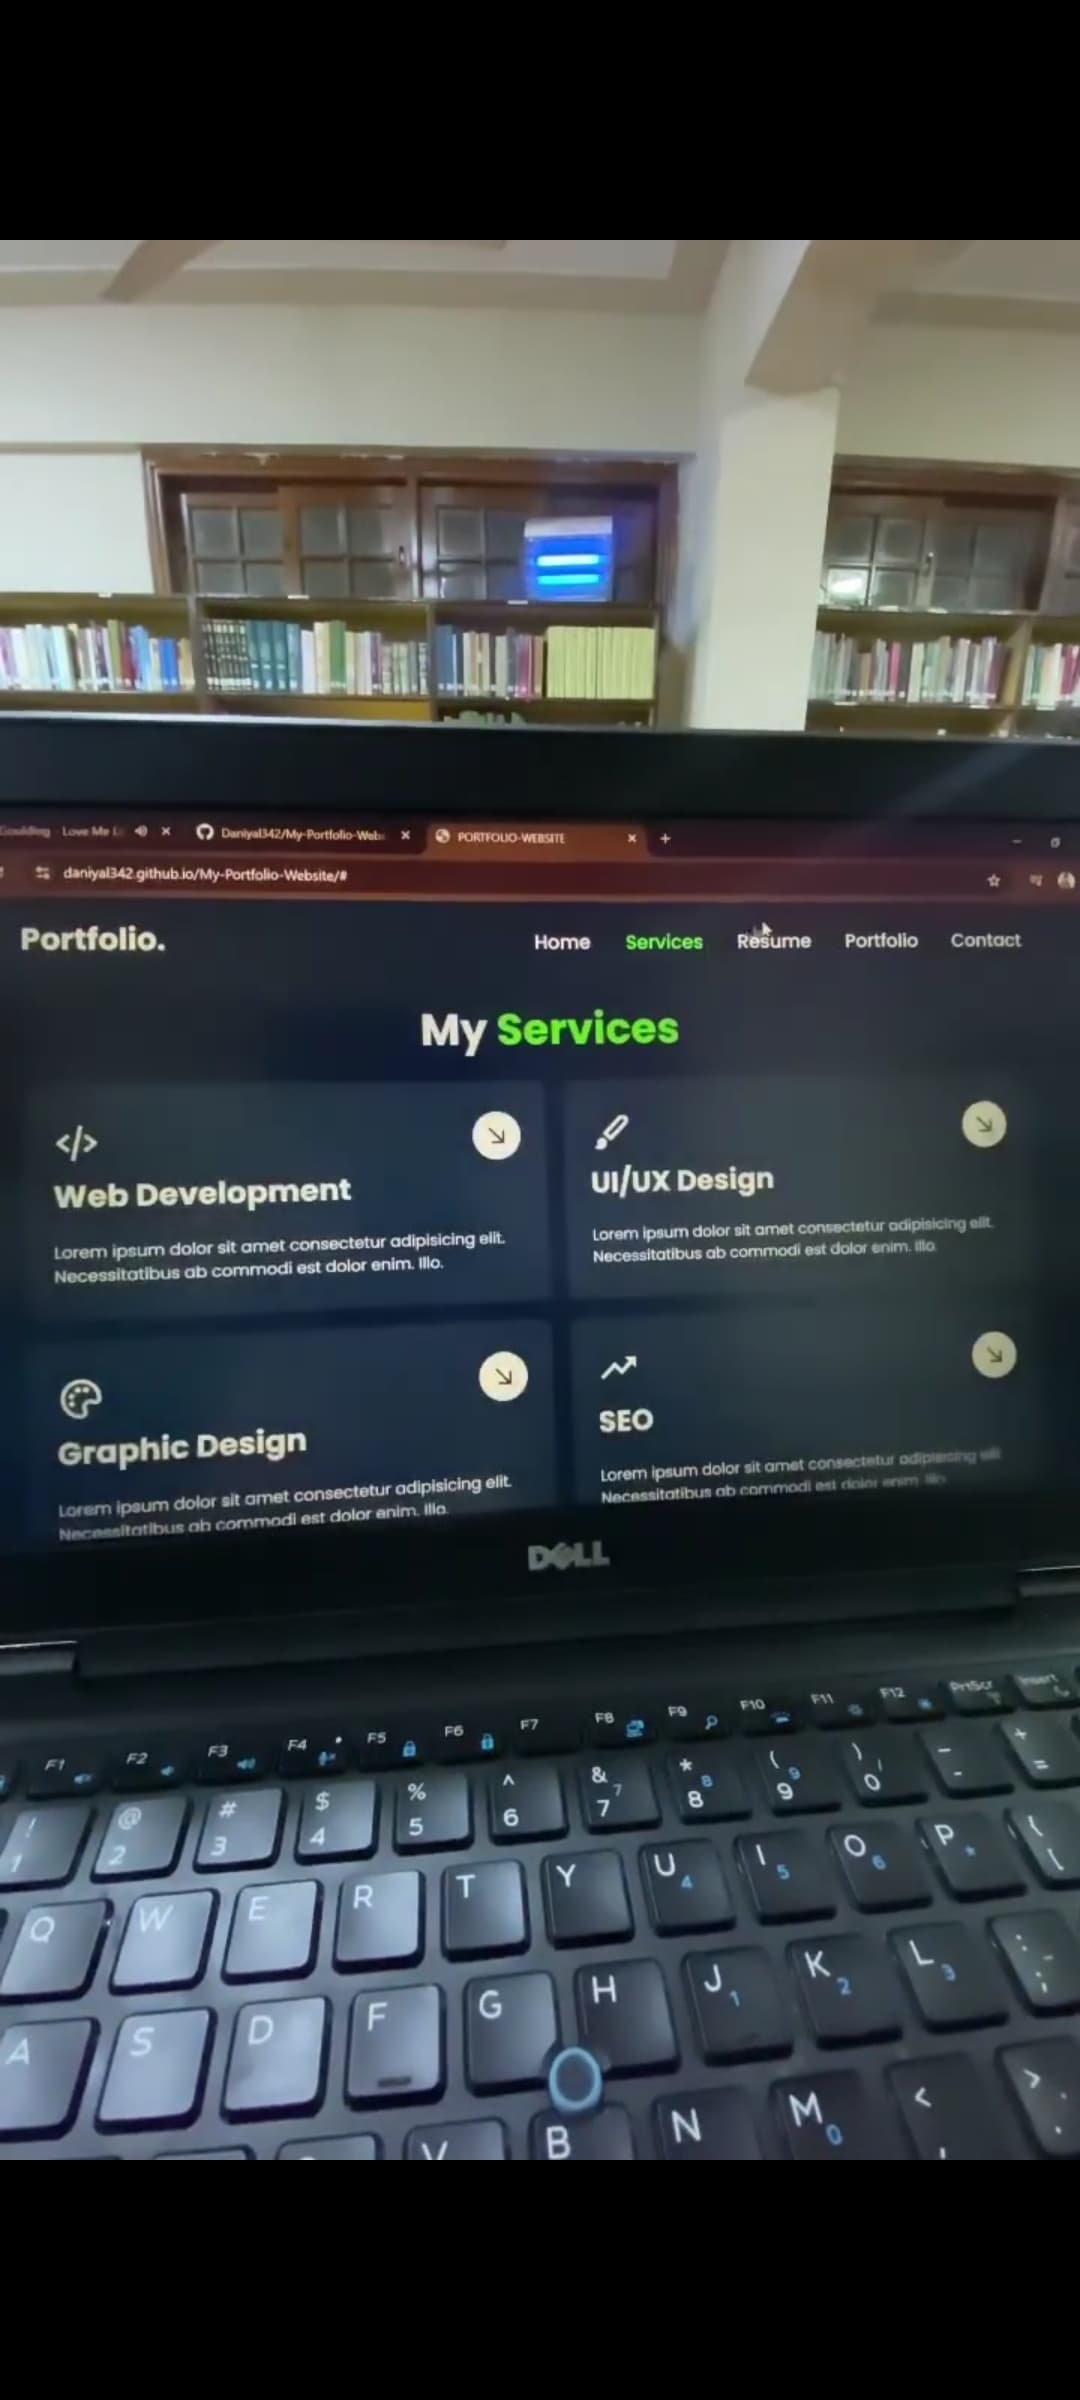 Love Me
Daniyal342/My-Portfolio-Webs
PORTFOLIO-WEBSITE
daniyal342.github.io/My-Portfolio-Website/#
Portfolio.
Home Services Resume Portfolio Contact
My Services
</>
Web Development
Lorem ipsum dolor sit amet consectetur adipisicing elit.
Necessitatibus ab commodi est dolor enim. Illo.
UI/UX Design
Lorem ipsum dolor sit amet consectetur adipisicing elit.
Necessitatibus ab commodi est dolor enim. Illo.
Graphic Design
Lorem ipsum dolor sit amet consectetur adipisicing elit.
Necessitatibus ab commodi est dolor enim. Illo.
SEO
Lorem ipsum dolor sit amet consectetur adipisicing elit.
Necessitatibus ab commodi est dolor enim. Illo.
DELL
F1 F2 F3 F4 F5 F6 F7 F8 F9 F10 F11 F12 PrtScr Insert
! @ # $ % ^ & * ( ) _ +
1 2 3 4 5 6 7 7 8 8 9 9 0 - =
Q W E R T Y U 4 I 5 O 6 P * {
A S D F G H J 1 K 2 L 3 : ;
V B N M 0 < , > .